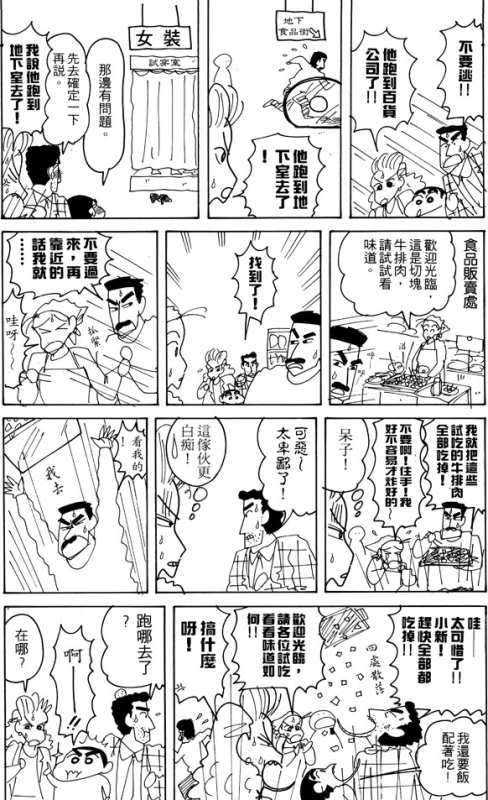 不要逃!!
他跑到百貨
公司了!!
地下
食品街
他跑到地
下室去了
!
女裝
試穿室
那邊有問題。
先去確定一下
再說。
我說他跑到
地下室去了!
食品販賣處
歡迎光臨,
這是切塊
牛排肉,
請試試看
味道。
找到了!
不要過
來,再
靠近的
話我就
……
哇呀~
我就把這些
試吃的牛排肉
全部吃掉!
不要啊!住手!我
好不容易才炸好的
呆子!
可惡~
太卑鄙了!
這傢伙更
白痴!
看我的
!
我丟
哇——
太可惜了!!
小新!
趕快全部都
吃掉!!
我還要飯
配著吃!
四處散落
歡迎光臨,
請各位試吃
看看味道如
何!!
搞什麼
呀!
跑哪去了
?
啊——
在哪?